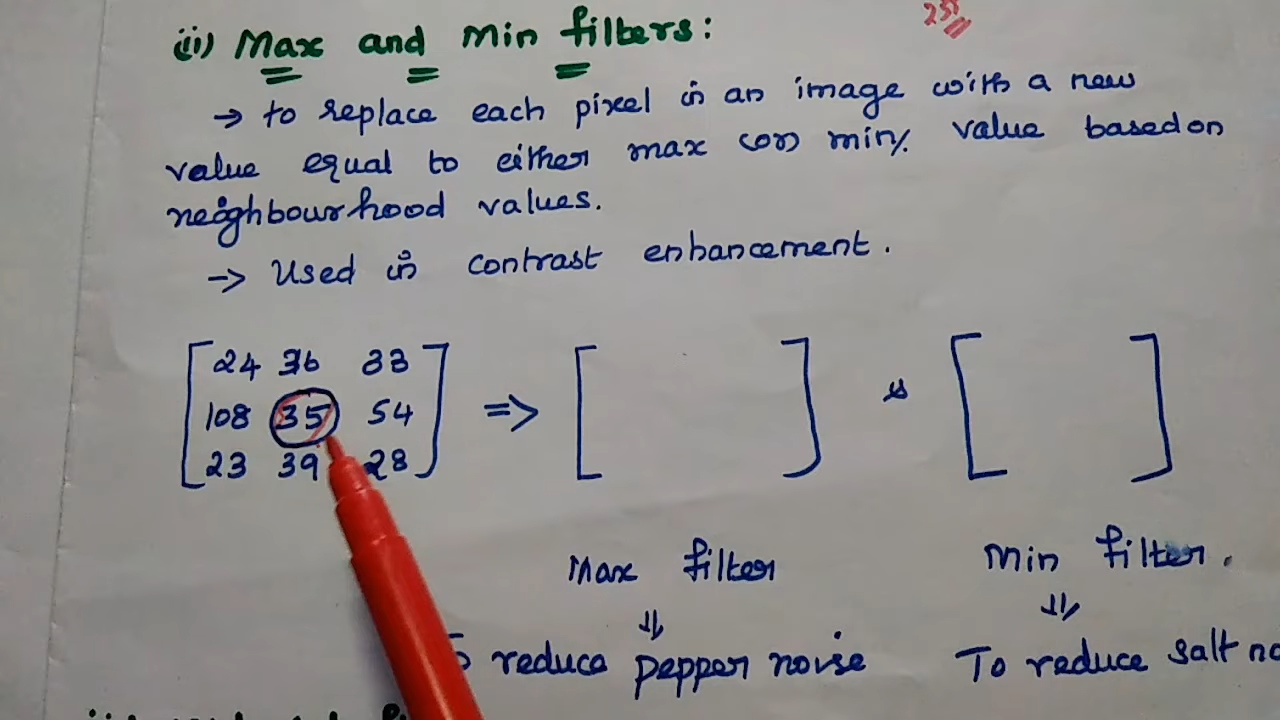 255
(ii) Max and Min filters:
→ to replace each pixel in an image with a new
value equal to either max (or) min. value based on
neighbourhood values.
→ Used in contrast enhancement.
24 36 33
108 35 54
23 39 28
⇒
&
Max filter
Min filter.
reduce pepper noise
To reduce salt no